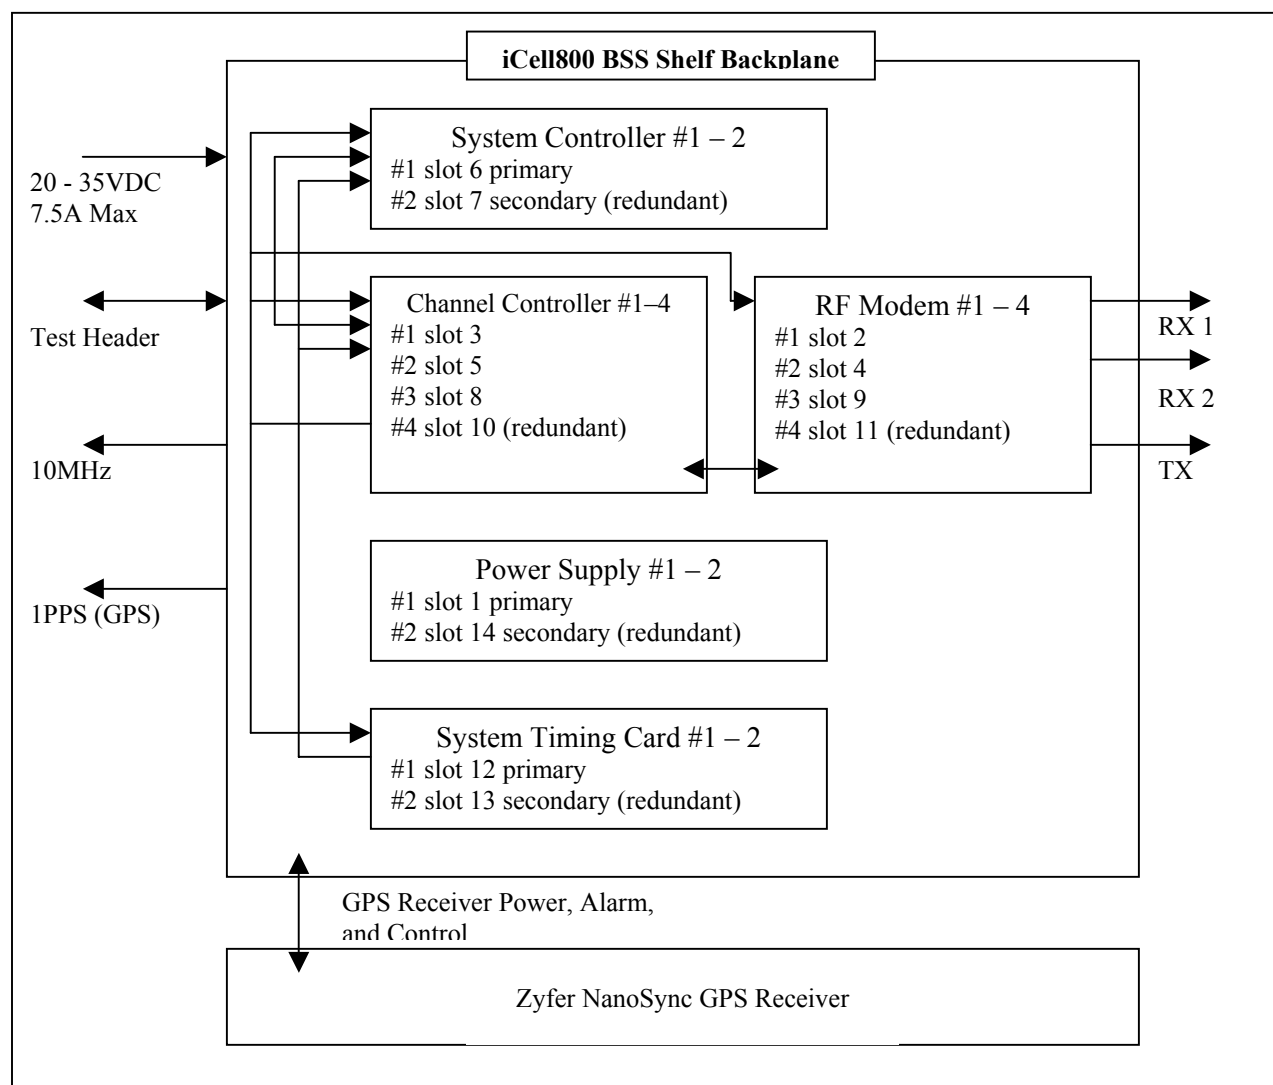 iCell800 BSS Shelf Backplane
System Controller #1 – 2
#1 slot 6 primary
#2 slot 7 secondary (redundant)
20 - 35VDC
7.5A Max
Test Header
10MHz
1PPS (GPS)
Channel Controller #1–4
#1 slot 3
#2 slot 5
#3 slot 8
#4 slot 10 (redundant)
RF Modem #1 – 4
#1 slot 2
#2 slot 4
#3 slot 9
#4 slot 11 (redundant)
RX 1
RX 2
TX
Power Supply #1 – 2
#1 slot 1 primary
#2 slot 14 secondary (redundant)
System Timing Card #1 – 2
#1 slot 12 primary
#2 slot 13 secondary (redundant)
GPS Receiver Power, Alarm,
and Control
Zyfer NanoSync GPS Receiver